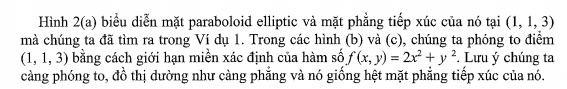 Hình 2(a) biểu diễn mặt paraboloid elliptic và mặt phẳng tiếp xúc của nó tại (1, 1, 3)
mà chúng ta đã tìm ra trong Ví dụ 1. Trong các hình (b) và (c), chúng ta phóng to điểm
(1, 1, 3) bằng cách giới hạn miền xác định của hàm số f (x, y) = 2x² + y ². Lưu ý chúng ta
càng phóng to, đồ thị dường như càng phẳng và nó giống hệt mặt phẳng tiếp xúc của nó.